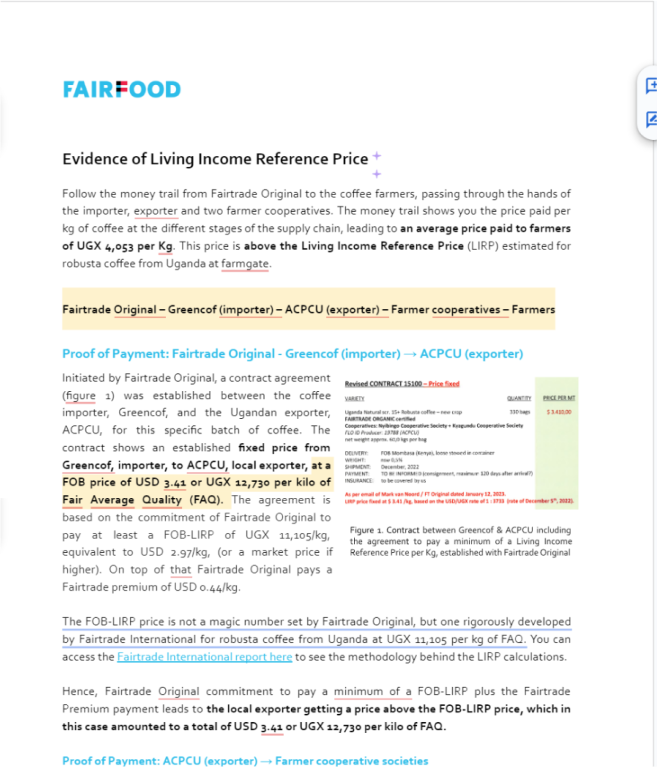 FAIRFOOD
Evidence of Living Income Reference Price
Follow the money trail from Fairtrade Original to the coffee farmers, passing through the hands of
the importer, exporter and two farmer cooperatives. The money trail shows you the price paid per
kg of coffee at the different stages of the supply chain, leading to an average price paid to farmers
of UGX 4,053 per Kg. This price is above the Living Income Reference Price (LIRP) estimated for
robusta coffee from Uganda at farmgate.
Fairtrade Original – Greencof (importer) – ACPCU (exporter) – Farmer cooperatives – Farmers
Proof of Payment: Fairtrade Original - Greencof (importer) → ACPCU (exporter)
Initiated by Fairtrade Original, a contract agreement
(figure 1) was established between the coffee
importer, Greencof, and the Ugandan exporter,
ACPCU, for this specific batch of coffee. The
contract shows an established fixed price from
Greencof, importer, to ACPCU, local exporter, at a
FOB price of USD 3.41 or UGX 12,730 per kilo of
Fair Average Quality (FAQ). The agreement is
based on the commitment of Fairtrade Original to
pay at least a FOB-LIRP of UGX 11,105/kg,
equivalent to USD 2.97/kg, (or a market price if
higher). On top of that Fairtrade Original pays a
Fairtrade premium of USD 0.44/kg.
Revised CONTRACT 15100 – Price fixed
VARIETY QUANTITY PRICE PER MT
Uganda Natural scr. 15+ Robusta coffee – new crop 330 bags $ 3.410,00
FAIRTRADE ORGANIC certified
Cooperatives: Nyibingo Cooperative Society + Kyagundu Cooperative Society
FLO ID Producer: 19788 (ACPCU)
net weight approx. 60,0 kgs per bag
DELIVERY: FOB Mombasa (Kenya), loose stowed in container
WEIGHT: max 0,5%
SHIPMENT: December, 2022
PAYMENT: TO BE INFORMED (consignment, maximum 120 days after arrival?)
INSURANCE: to be covered by us
As per email of Mark van Noord / FT Original dated January 12, 2023.
LIRP price fixed at $ 3.41 /kg, based on the USD/UGX rate of 1 : 3733 (rate of December 5th, 2022).
Figure 1. Contract between Greencof & ACPCU including
the agreement to pay a minimum of a Living Income
Reference Price per Kg, established with Fairtrade Original
The FOB-LIRP price is not a magic number set by Fairtrade Original, but one rigorously developed
by Fairtrade International for robusta coffee from Uganda at UGX 11,105 per kg of FAQ. You can
access the Fairtrade International report here to see the methodology behind the LIRP calculations.
Hence, Fairtrade Original commitment to pay a minimum of a FOB-LIRP plus the Fairtrade
Premium payment leads to the local exporter getting a price above the FOB-LIRP price, which in
this case amounted to a total of USD 3.41 or UGX 12,730 per kilo of FAQ.
Proof of Payment: ACPCU (exporter) → Farmer cooperative societies